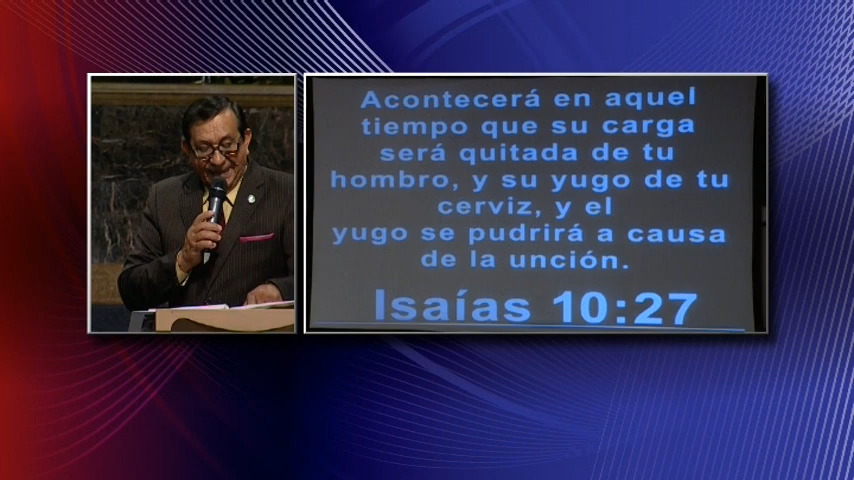 Acontecerá en aquel
tiempo que su carga
será quitada de tu
hombro, y su yugo de tu
cerviz, y el
yugo se pudrirá a causa
de la unción.
Isaías 10:27